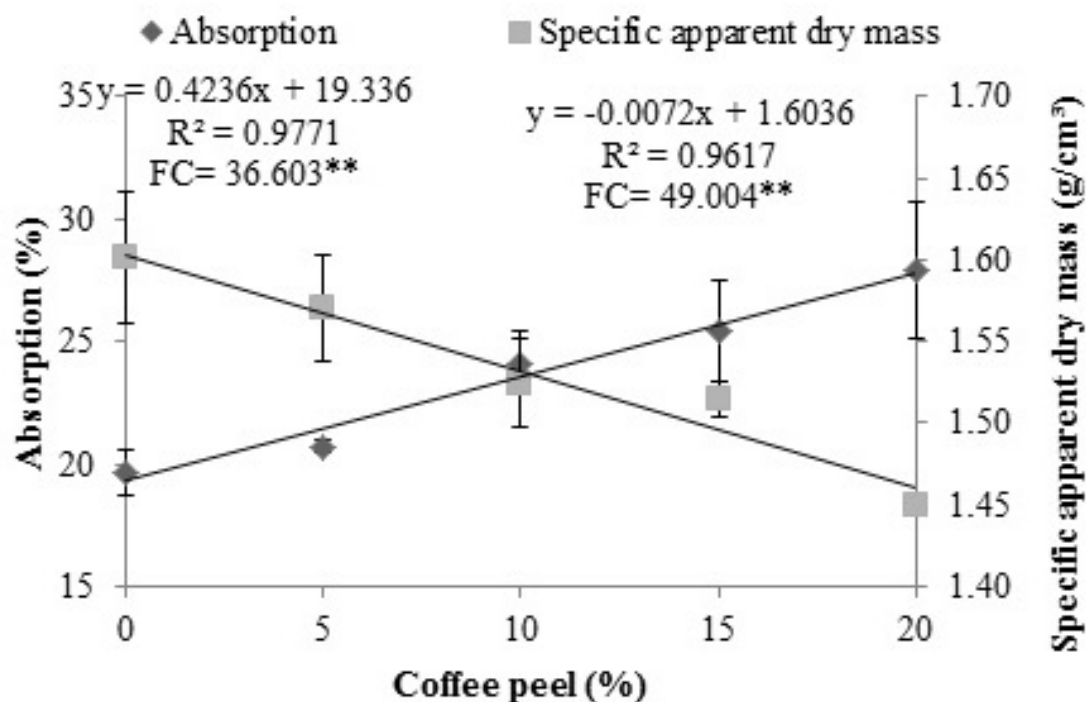 Absorption
Specific apparent dry mass
y = 0.4236x + 19.336
R² = 0.9771
FC= 36.603**
y = -0.0072x + 1.6036
R² = 0.9617
FC= 49.004**
35
30
25
20
15
Absorption (%)
1.70
1.65
1.60
1.55
1.50
1.45
1.40
Specific apparent dry mass (g/cm³)
0 5 10 15 20
Coffee peel (%)